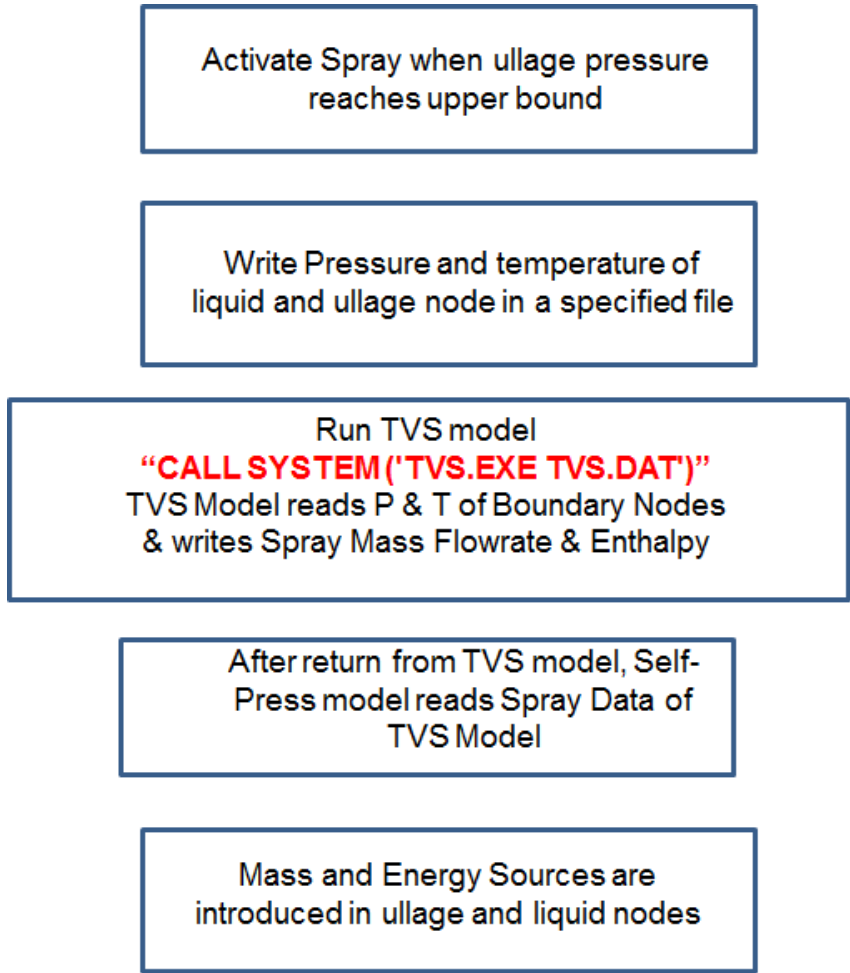 Activate Spray when ullage pressure
reaches upper bound
Write Pressure and temperature of
liquid and ullage node in a specified file
Run TVS model
“CALL SYSTEM ('TVS.EXE TVS.DAT')”
TVS Model reads P & T of Boundary Nodes
& writes Spray Mass Flowrate & Enthalpy
After return from TVS model, Self-
Press model reads Spray Data of
TVS Model
Mass and Energy Sources are
introduced in ullage and liquid nodes